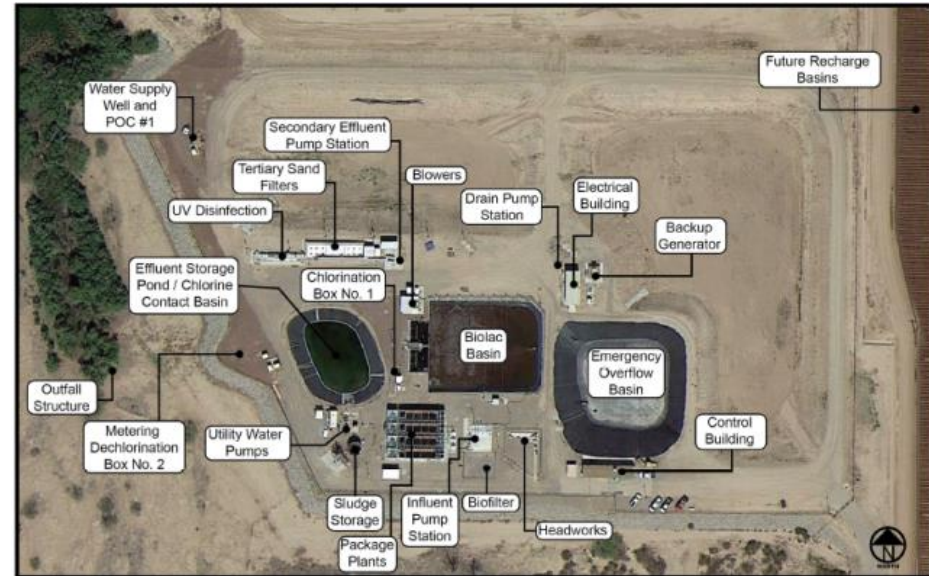 Future Recharge
Basins
Water Supply
Well and
POC #1
Secondary Effluent
Pump Station
Blowers
Tertiary Sand
Filters
Electrical
Building
Drain Pump
Station
UV Disinfection
Backup
Generator
Effluent Storage
Pond / Chlorine
Contact Basin
Chlorination
Box No. 1
Biolac
Basin
Emergency
Overflow
Basin
Outfall
Structure
Metering
Dechlorination
Box No. 2
Utility Water
Pumps
Control
Building
Sludge
Storage
Package
Plants
Influent
Pump
Station
Biofilter
Headworks
N
NORTH